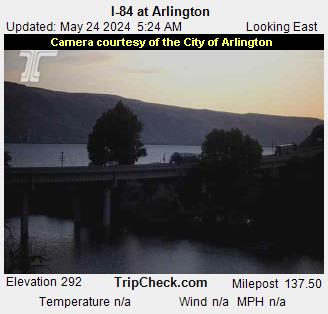 I-84 at Arlington
Updated: May 24 2024 5:24 AM Looking East
Camera courtesy of the City of Arlington
Elevation 292 TripCheck.com Milepost 137.50
Temperature n/a Wind n/a MPH n/a